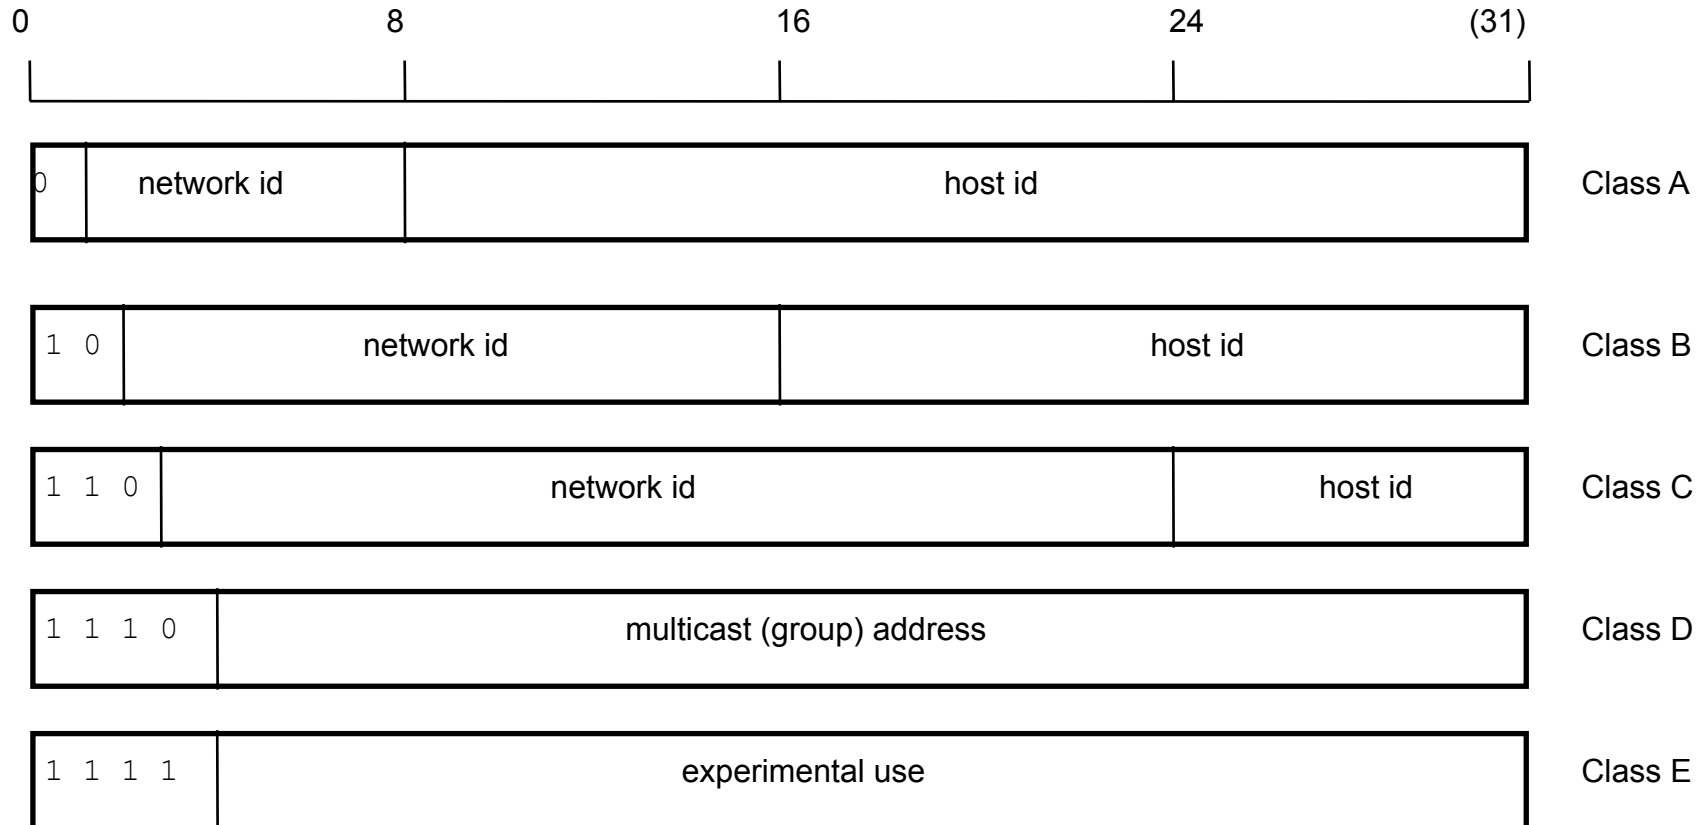 0 8 16 24 (31)
0 network id host id Class A
1 0 network id host id Class B
1 1 0 network id host id Class C
1 1 1 0 multicast (group) address Class D
1 1 1 1 experimental use Class E